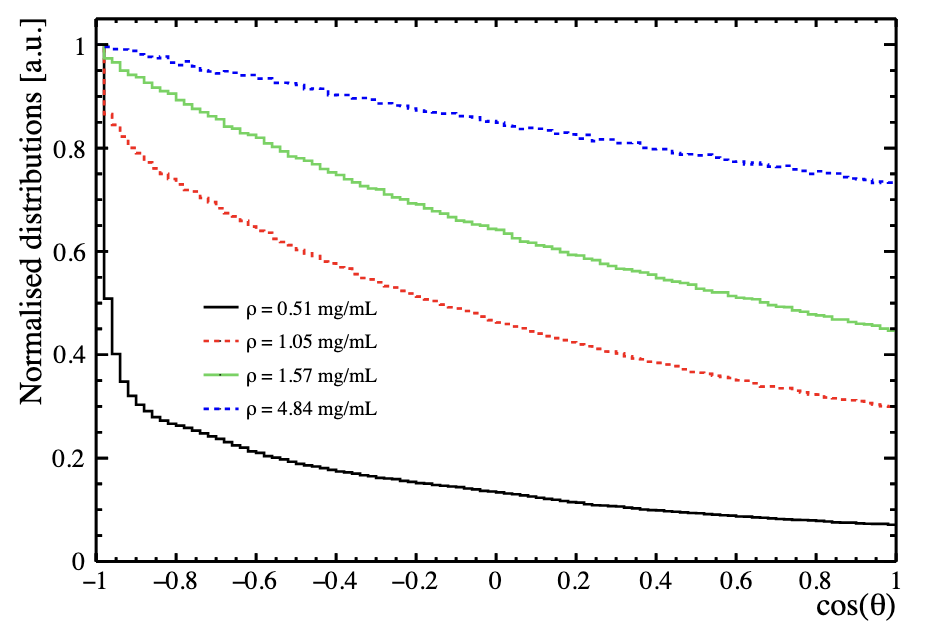 Normalised distributions [a.u.]
1
0.8
0.6
0.4
0.2
0
ρ = 0.51 mg/mL
ρ = 1.05 mg/mL
ρ = 1.57 mg/mL
ρ = 4.84 mg/mL
−1 −0.8 −0.6 −0.4 −0.2 0 0.2 0.4 0.6 0.8 1
cos(θ)